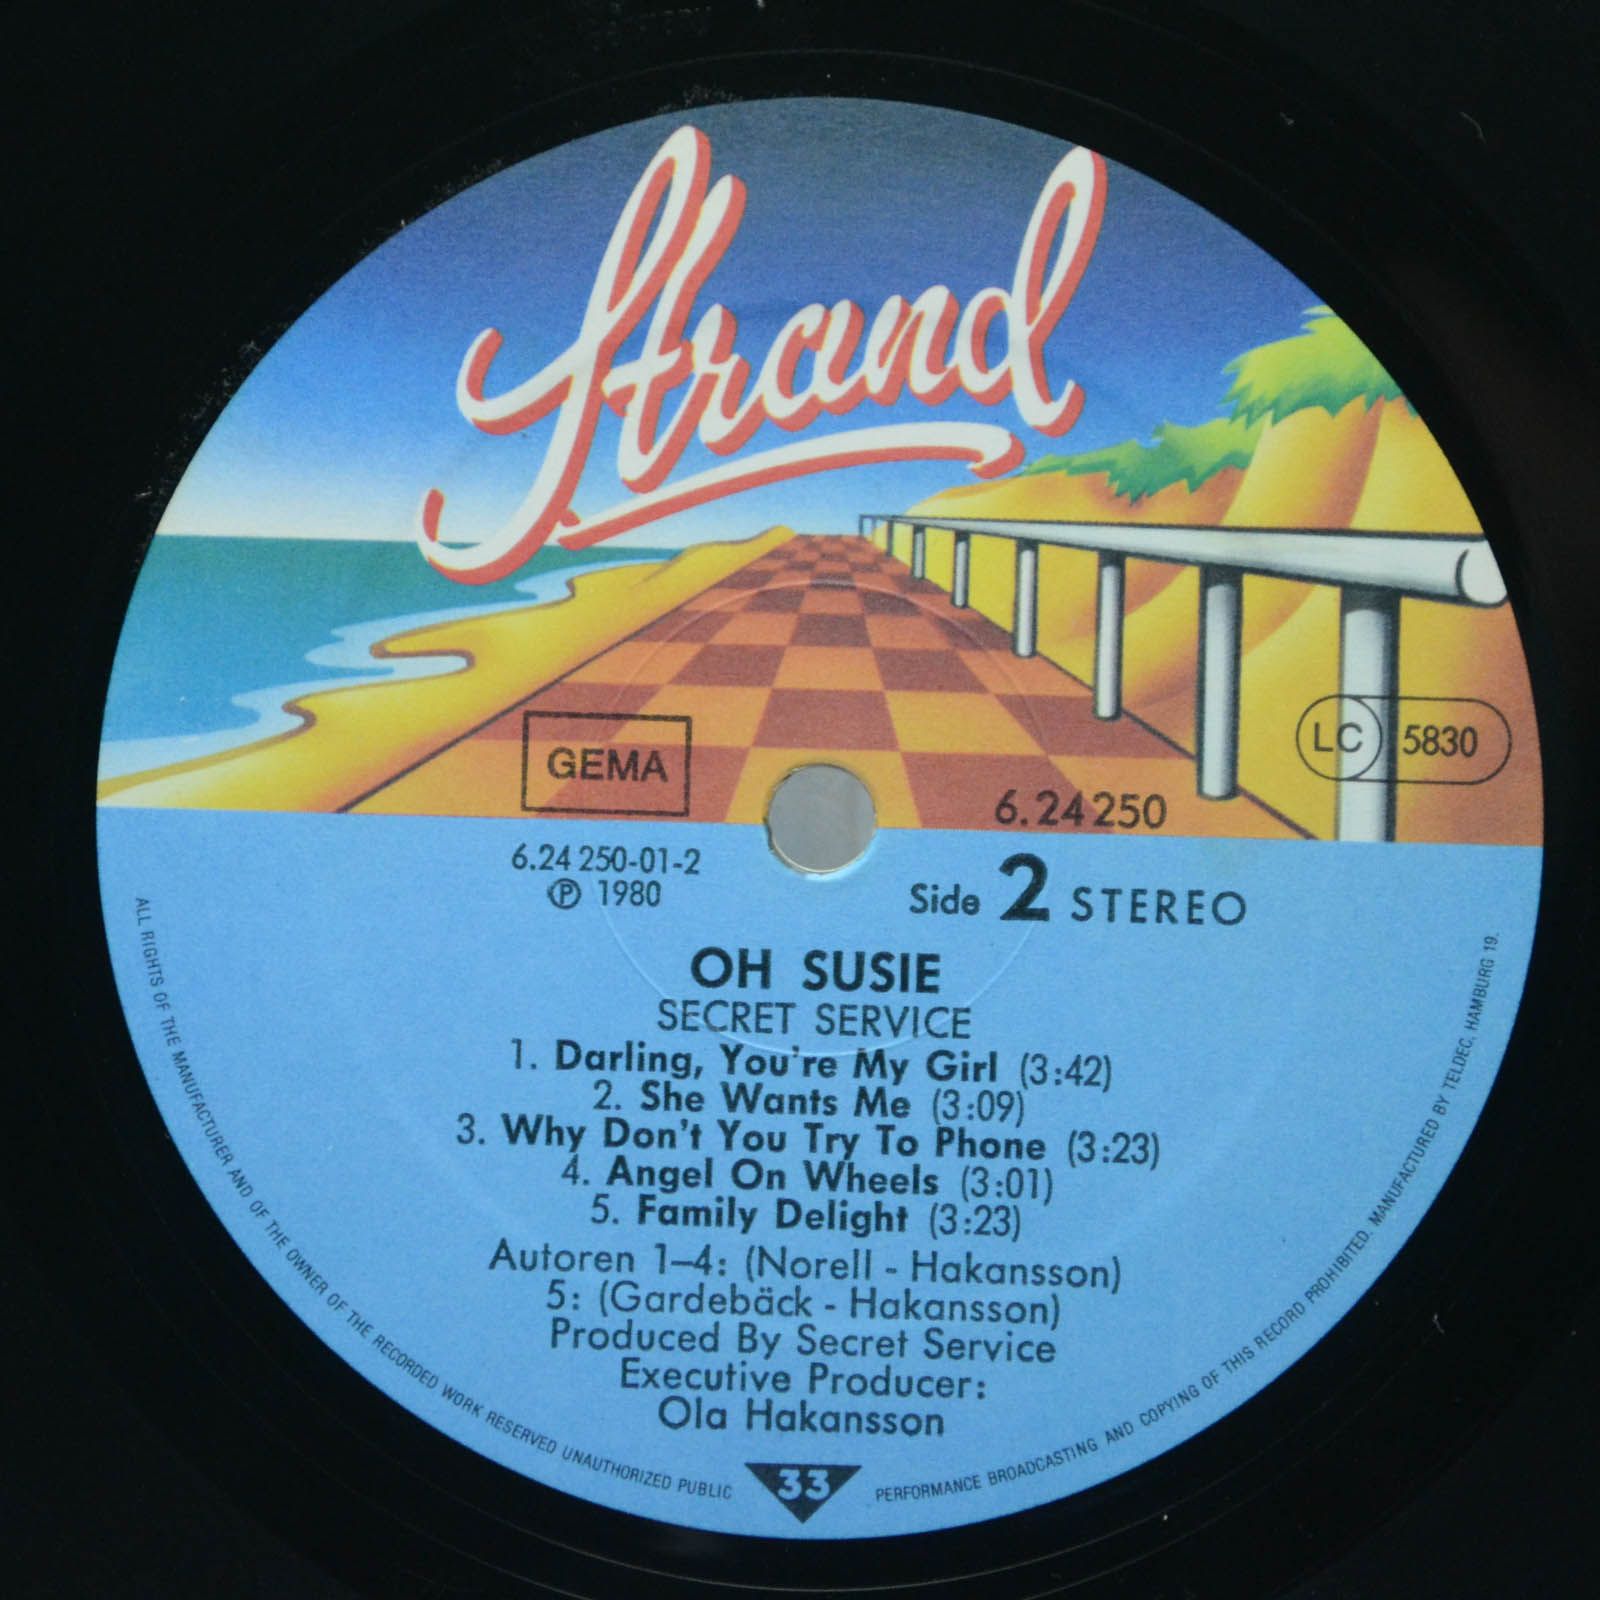 Strand
GEMA
LC 5830
6.24250
6.24 250-01-2
Ⓟ 1980
Side 2 STEREO
OH SUSIE
SECRET SERVICE
1. Darling, You're My Girl (3:42)
2. She Wants Me (3:09)
3. Why Don't You Try To Phone (3:23)
4. Angel On Wheels (3:01)
5. Family Delight (3:23)
Autoren 1–4: (Norell - Hakansson)
5: (Gardebäck - Hakansson)
Produced By Secret Service
Executive Producer:
Ola Hakansson
33
ALL RIGHTS OF THE MANUFACTURER AND OF THE OWNER OF THE RECORDED WORK RESERVED UNAUTHORIZED PUBLIC PERFORMANCE BROADCASTING AND COPYING OF THIS RECORD PROHIBITED. MANUFACTURED BY TELDEC, HAMBURG 19.